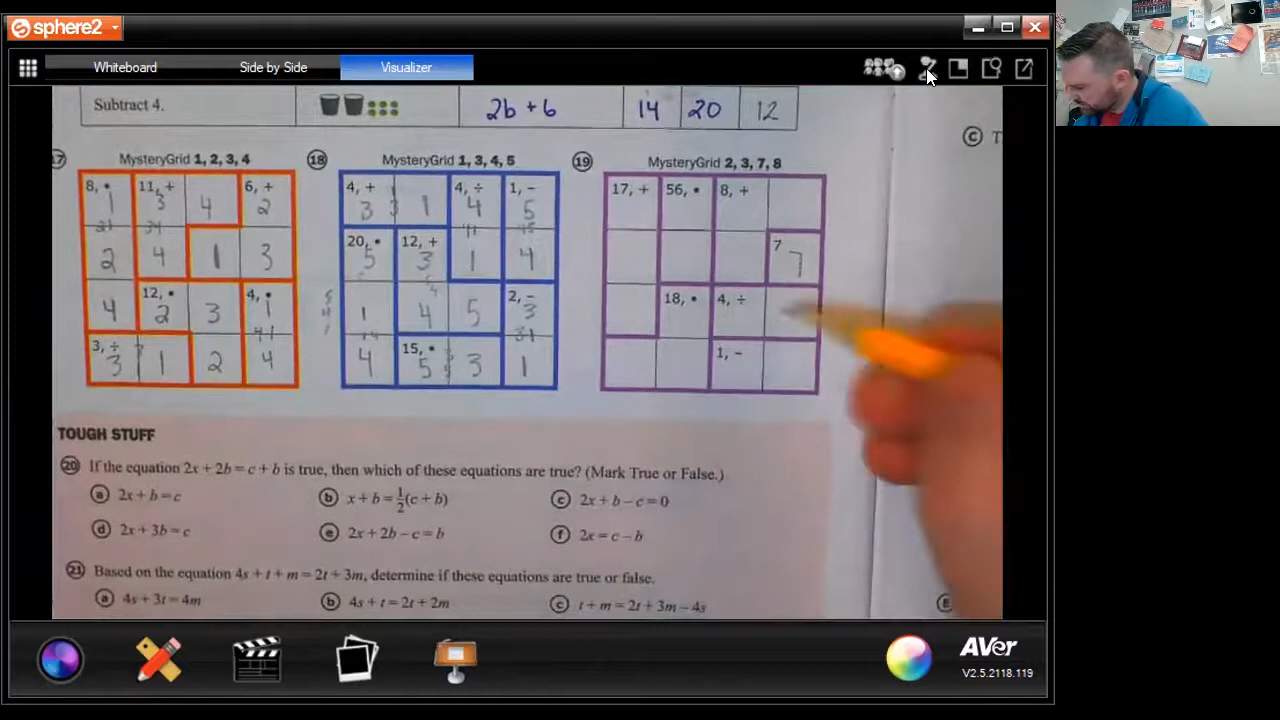 sphere2
Whiteboard
Side by Side
Visualizer
Subtract 4.
2b + 6
14
20
12
17
MysteryGrid 1, 2, 3, 4
18
MysteryGrid 1, 3, 4, 5
19
MysteryGrid 2, 3, 7, 8
C
T
8, •
11, +
6, +
1
3
4
2
2
4
1
3
12, •
4, •
4
2
3
1
3, ÷
3
1
2
4
4, +
4, ÷
1, −
3
1
4
5
20, •
12, +
5
3
1
4
2, −
1
4
5
3
15, •
4
5
3
1
17, +
56, •
8, +
7
7
18, •
4, ÷
1, −
TOUGH STUFF
20 If the equation 2x + 2b = c + b is true, then which of these equations are true? (Mark True or False.)
a 2x + b = c
b x + b = 1/2(c + b)
c 2x + b − c = 0
d 2x + 3b = c
e 2x + 2b − c = b
f 2x = c − b
21 Based on the equation 4s + t + m = 2t + 3m, determine if these equations are true or false.
a 4s + 3t = 4m
b 4s + t = 2t + 2m
c t + m = 2t + 3m − 4s
AVer
V2.5.2118.119